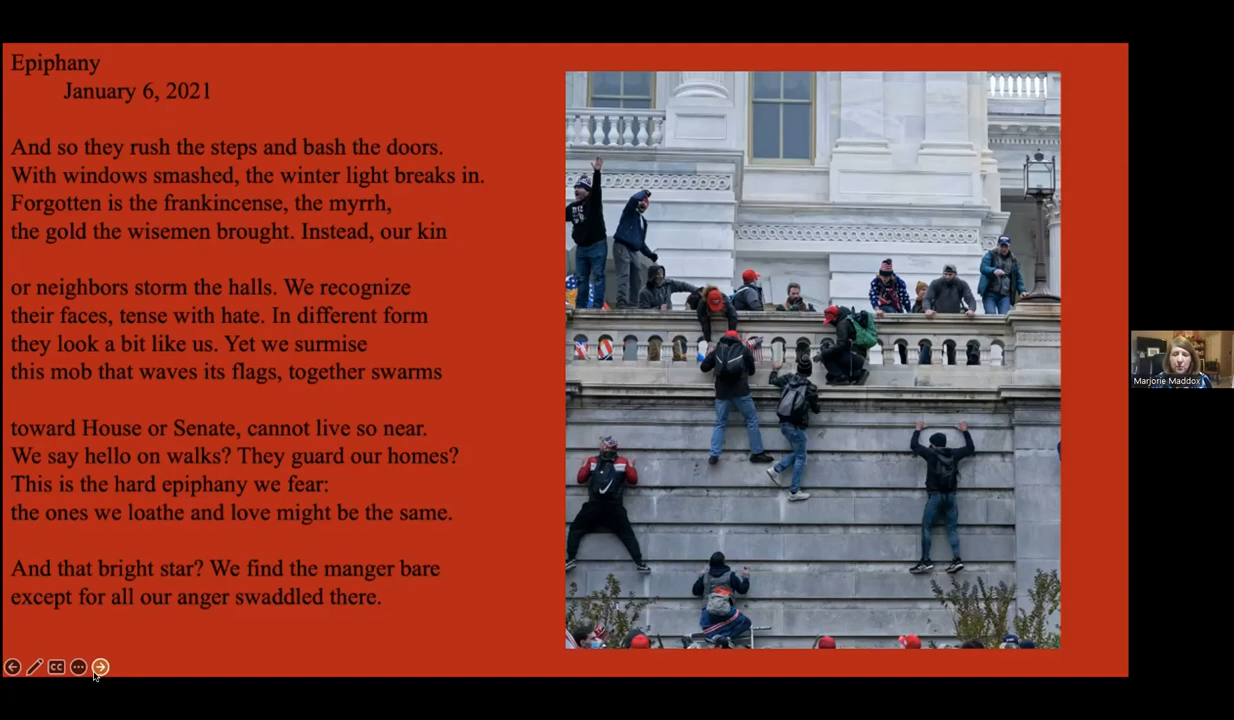 Epiphany
January 6, 2021
And so they rush the steps and bash the doors.
With windows smashed, the winter light breaks in.
Forgotten is the frankincense, the myrrh,
the gold the wisemen brought. Instead, our kin
or neighbors storm the halls. We recognize
their faces, tense with hate. In different form
they look a bit like us. Yet we surmise
this mob that waves its flags, together swarms
toward House or Senate, cannot live so near.
We say hello on walks? They guard our homes?
This is the hard epiphany we fear:
the ones we loathe and love might be the same.
And that bright star? We find the manger bare
except for all our anger swaddled there.
CC
Marjorie Maddox